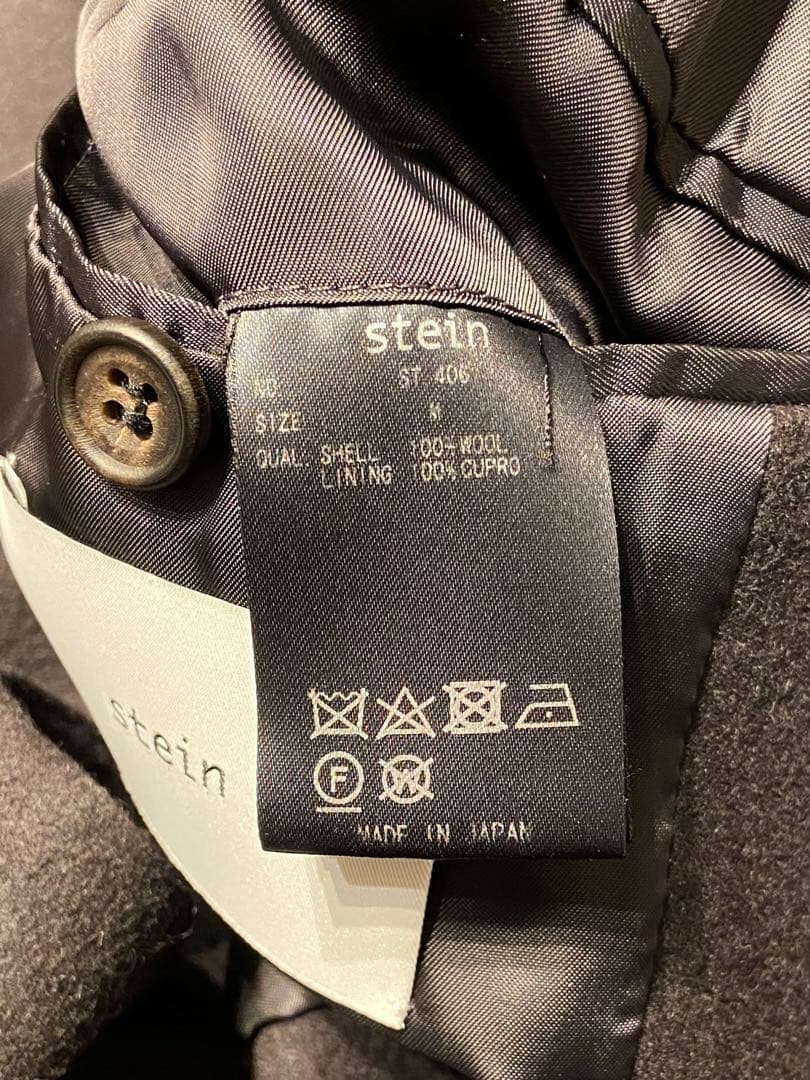 stein
NO ST 406
SIZE M
QUAL SHELL 100% WOOL
LINING 100% CUPRO
F
W
MADE IN JAPAN
stein